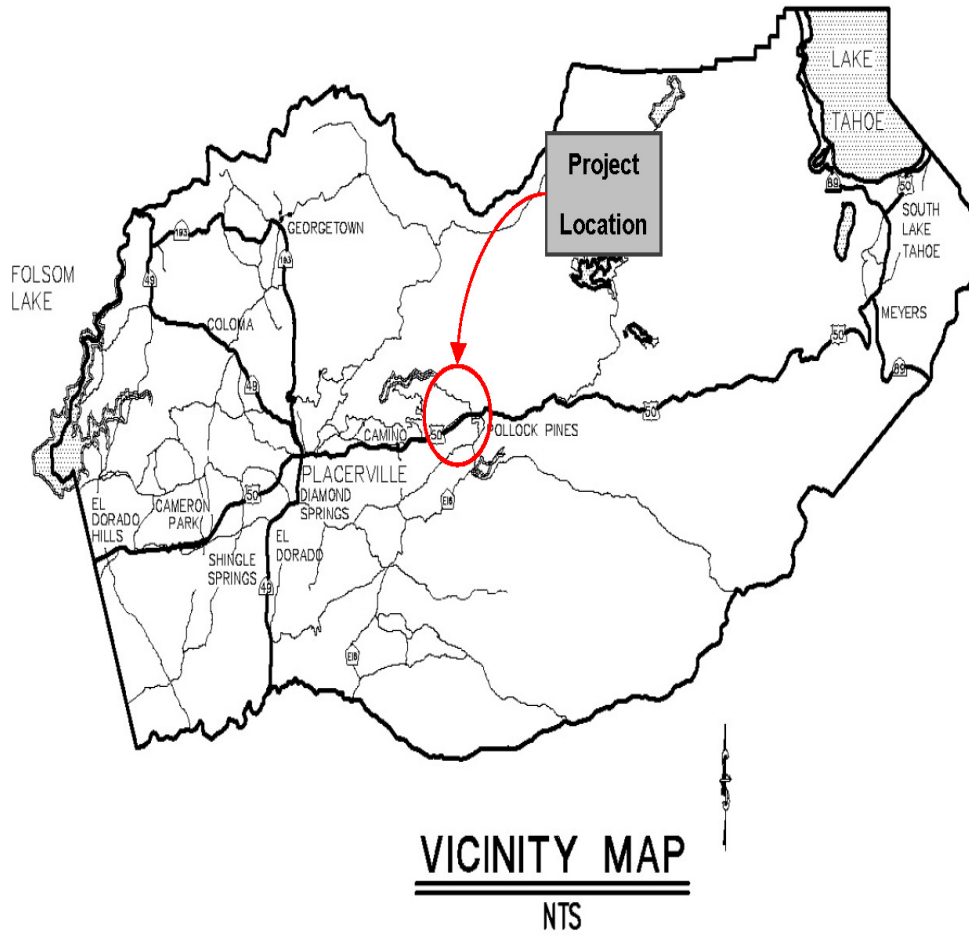 LAKE
TAHOE
Project
Location
89
50
SOUTH
LAKE
TAHOE
193
GEORGETOWN
193
FOLSOM
LAKE
49
COLOMA
MEYERS
50
89
49
50
CAMINO
50
POLLOCK PINES
PLACERVILLE
50
DIAMOND
SPRINGS
E16
EL
DORADO
HILLS
CAMERON
PARK
SHINGLE
SPRINGS
EL
DORADO
49
E16
VICINITY MAP
NTS